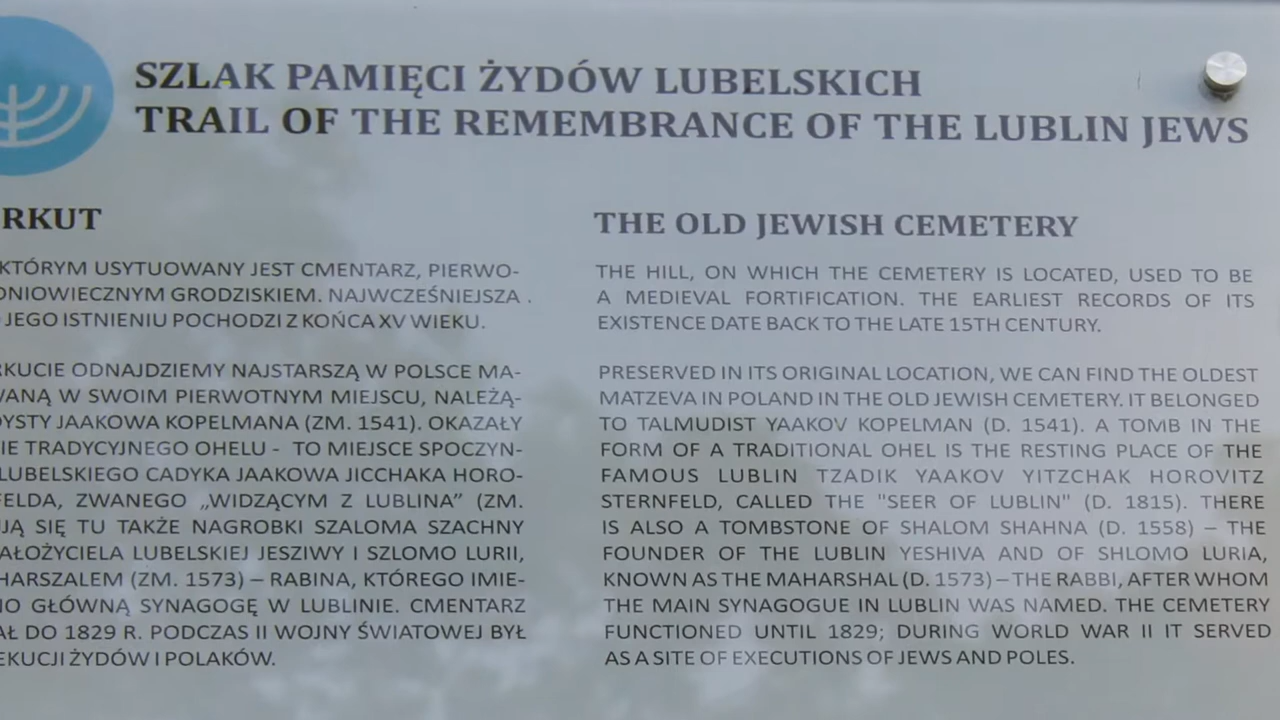 SZLAK PAMIĘCI ŻYDÓW LUBELSKICH
TRAIL OF THE REMEMBRANCE OF THE LUBLIN JEWS
RKUT
KTÓRYM USYTUOWANY JEST CMENTARZ, PIERWO-
DNIOWIECZNYM GRODZISKIEM. NAJWCZEŚNIEJSZA
JEGO ISTNIENIU POCHODZI Z KOŃCA XV WIEKU.
RKUCIE ODNAJDZIEMY NAJSTARSZĄ W POLSCE MA-
WANĄ W SWOIM PIERWOTNYM MIEJSCU, NALEŻĄ-
DYSTY JAAKOWA KOPELMANA (ZM. 1541). OKAZAŁY
IE TRADYCYJNEGO OHELU - TO MIEJSCE SPOCZYN-
LUBELSKIEGO CADYKA JAAKOWA JICCHAKA HORO-
FELDA, ZWANEGO „WIDZĄCYM Z LUBLINA” (ZM.
UJĄ SIĘ TU TAKŻE NAGROBKI SZALOMA SZACHNY
AŁOŻYCIELA LUBELSKIEJ JESZIWY I SZLOMO LURII,
HARSZALEM (ZM. 1573) – RABINA, KTÓREGO IMIE-
NO GŁÓWNĄ SYNAGOGĘ W LUBLINIE. CMENTARZ
AŁ DO 1829 R. PODCZAS II WOJNY ŚWIATOWEJ BYŁ
EKUCJI ŻYDÓW I POLAKÓW.
THE OLD JEWISH CEMETERY
THE HILL, ON WHICH THE CEMETERY IS LOCATED, USED TO BE
A MEDIEVAL FORTIFICATION. THE EARLIEST RECORDS OF ITS
EXISTENCE DATE BACK TO THE LATE 15TH CENTURY.
PRESERVED IN ITS ORIGINAL LOCATION, WE CAN FIND THE OLDEST
MATZEVA IN POLAND IN THE OLD JEWISH CEMETERY. IT BELONGED
TO TALMUDIST YAAKOV KOPELMAN (D. 1541). A TOMB IN THE
FORM OF A TRADITIONAL OHEL IS THE RESTING PLACE OF THE
FAMOUS LUBLIN TZADIK YAAKOV YITZCHAK HOROVITZ
STERNFELD, CALLED THE "SEER OF LUBLIN" (D. 1815). THERE
IS ALSO A TOMBSTONE OF SHALOM SHAHNA (D. 1558) – THE
FOUNDER OF THE LUBLIN YESHIVA AND OF SHLOMO LURIA,
KNOWN AS THE MAHARSHAL (D. 1573) – THE RABBI, AFTER WHOM
THE MAIN SYNAGOGUE IN LUBLIN WAS NAMED. THE CEMETERY
FUNCTIONED UNTIL 1829; DURING WORLD WAR II IT SERVED
AS A SITE OF EXECUTIONS OF JEWS AND POLES.